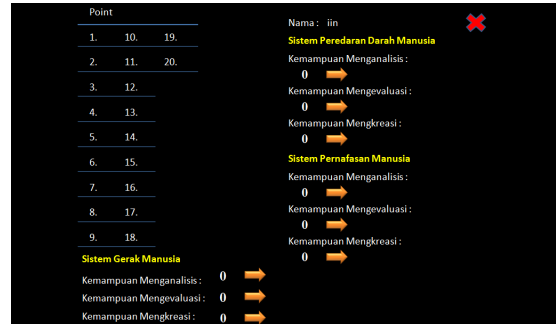 Point
1. 10. 19.
2. 11. 20.
3. 12.
4. 13.
5. 14.
6. 15.
7. 16.
8. 17.
9. 18.
Sistem Gerak Manusia
Kemampuan Menganalisis : 0
Kemampuan Mengevaluasi : 0
Kemampuan Mengkreasi : 0
Nama : iin
Sistem Peredaran Darah Manusia
Kemampuan Menganalisis :
0
Kemampuan Mengevaluasi :
0
Kemampuan Mengkreasi :
0
Sistem Pernafasan Manusia
Kemampuan Menganalisis :
0
Kemampuan Mengevaluasi :
0
Kemampuan Mengkreasi :
0